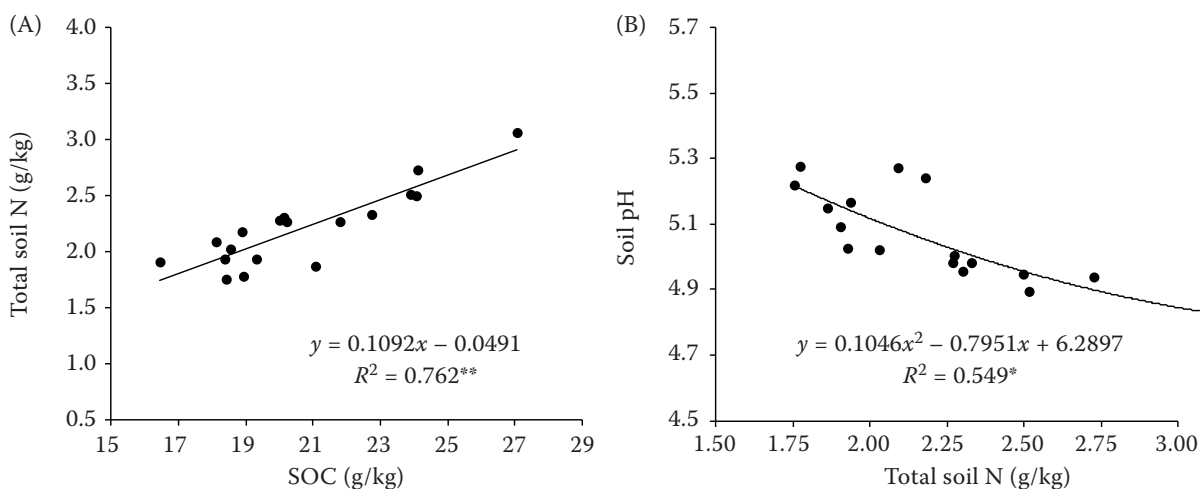 (A)
4.0
3.5
3.0
2.5
2.0
1.5
1.0
0.5
Total soil N (g/kg)
y = 0.1092x – 0.0491
R² = 0.762**
15 17 19 21 23 25 27 29
SOC (g/kg)
(B)
5.7
5.5
5.3
5.1
4.9
4.7
4.5
Soil pH
y = 0.1046x² – 0.7951x + 6.2897
R² = 0.549*
1.50 1.75 2.00 2.25 2.50 2.75 3.00
Total soil N (g/kg)